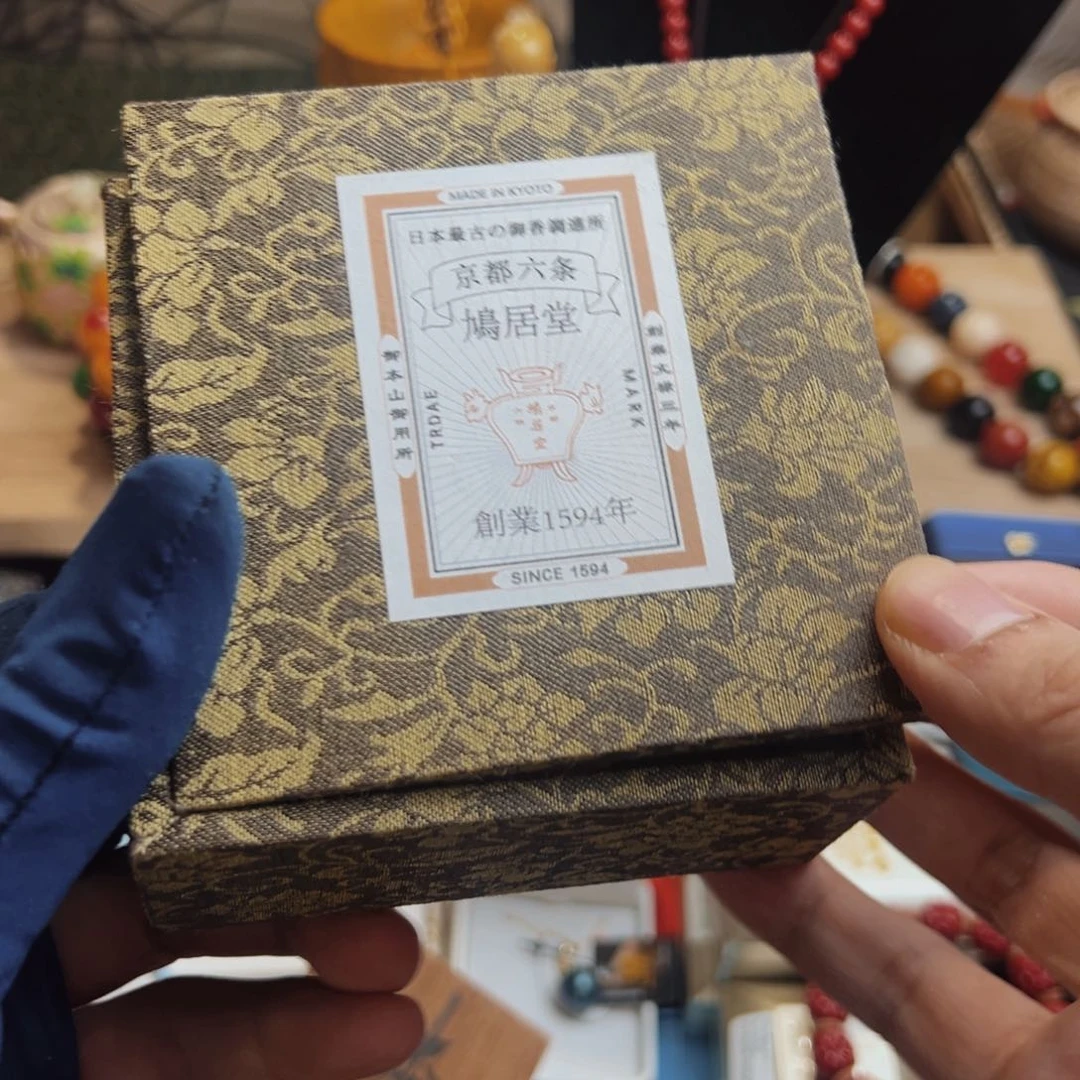 MADE IN KYOTO
日本最古の御香調進所
京都六条
鳩居堂
御本山御用所
TRDAE
鳩居堂
MARK
創業文禄三年
創業1594年
SINCE 1594